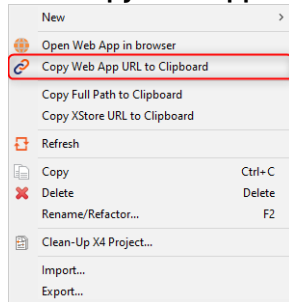 New >
Open Web App in browser
Copy Web App URL to Clipboard
Copy Full Path to Clipboard
Copy XStore URL to Clipboard
Refresh
Copy Ctrl+C
Delete Delete
Rename/Refactor... F2
Clean-Up X4 Project...
Import...
Export...